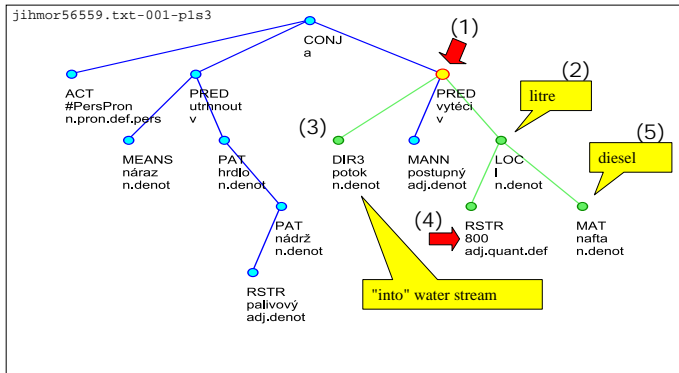 jihmor56559.txt-001-p1s3
CONJ
a
(1)
ACT
#PersPron
n.pron.def.pers
PRED
utrhnout
v
PRED
vytéci
v
(2)
litre
(3)
(5)
diesel
MEANS
náraz
n.denot
PAT
hrdlo
n.denot
DIR3
potok
n.denot
MANN
postupný
adj.denot
LOC
l
n.denot
PAT
nádrž
n.denot
(4)
RSTR
800
adj.quant.def
MAT
nafta
n.denot
RSTR
palivový
adj.denot
"into" water stream